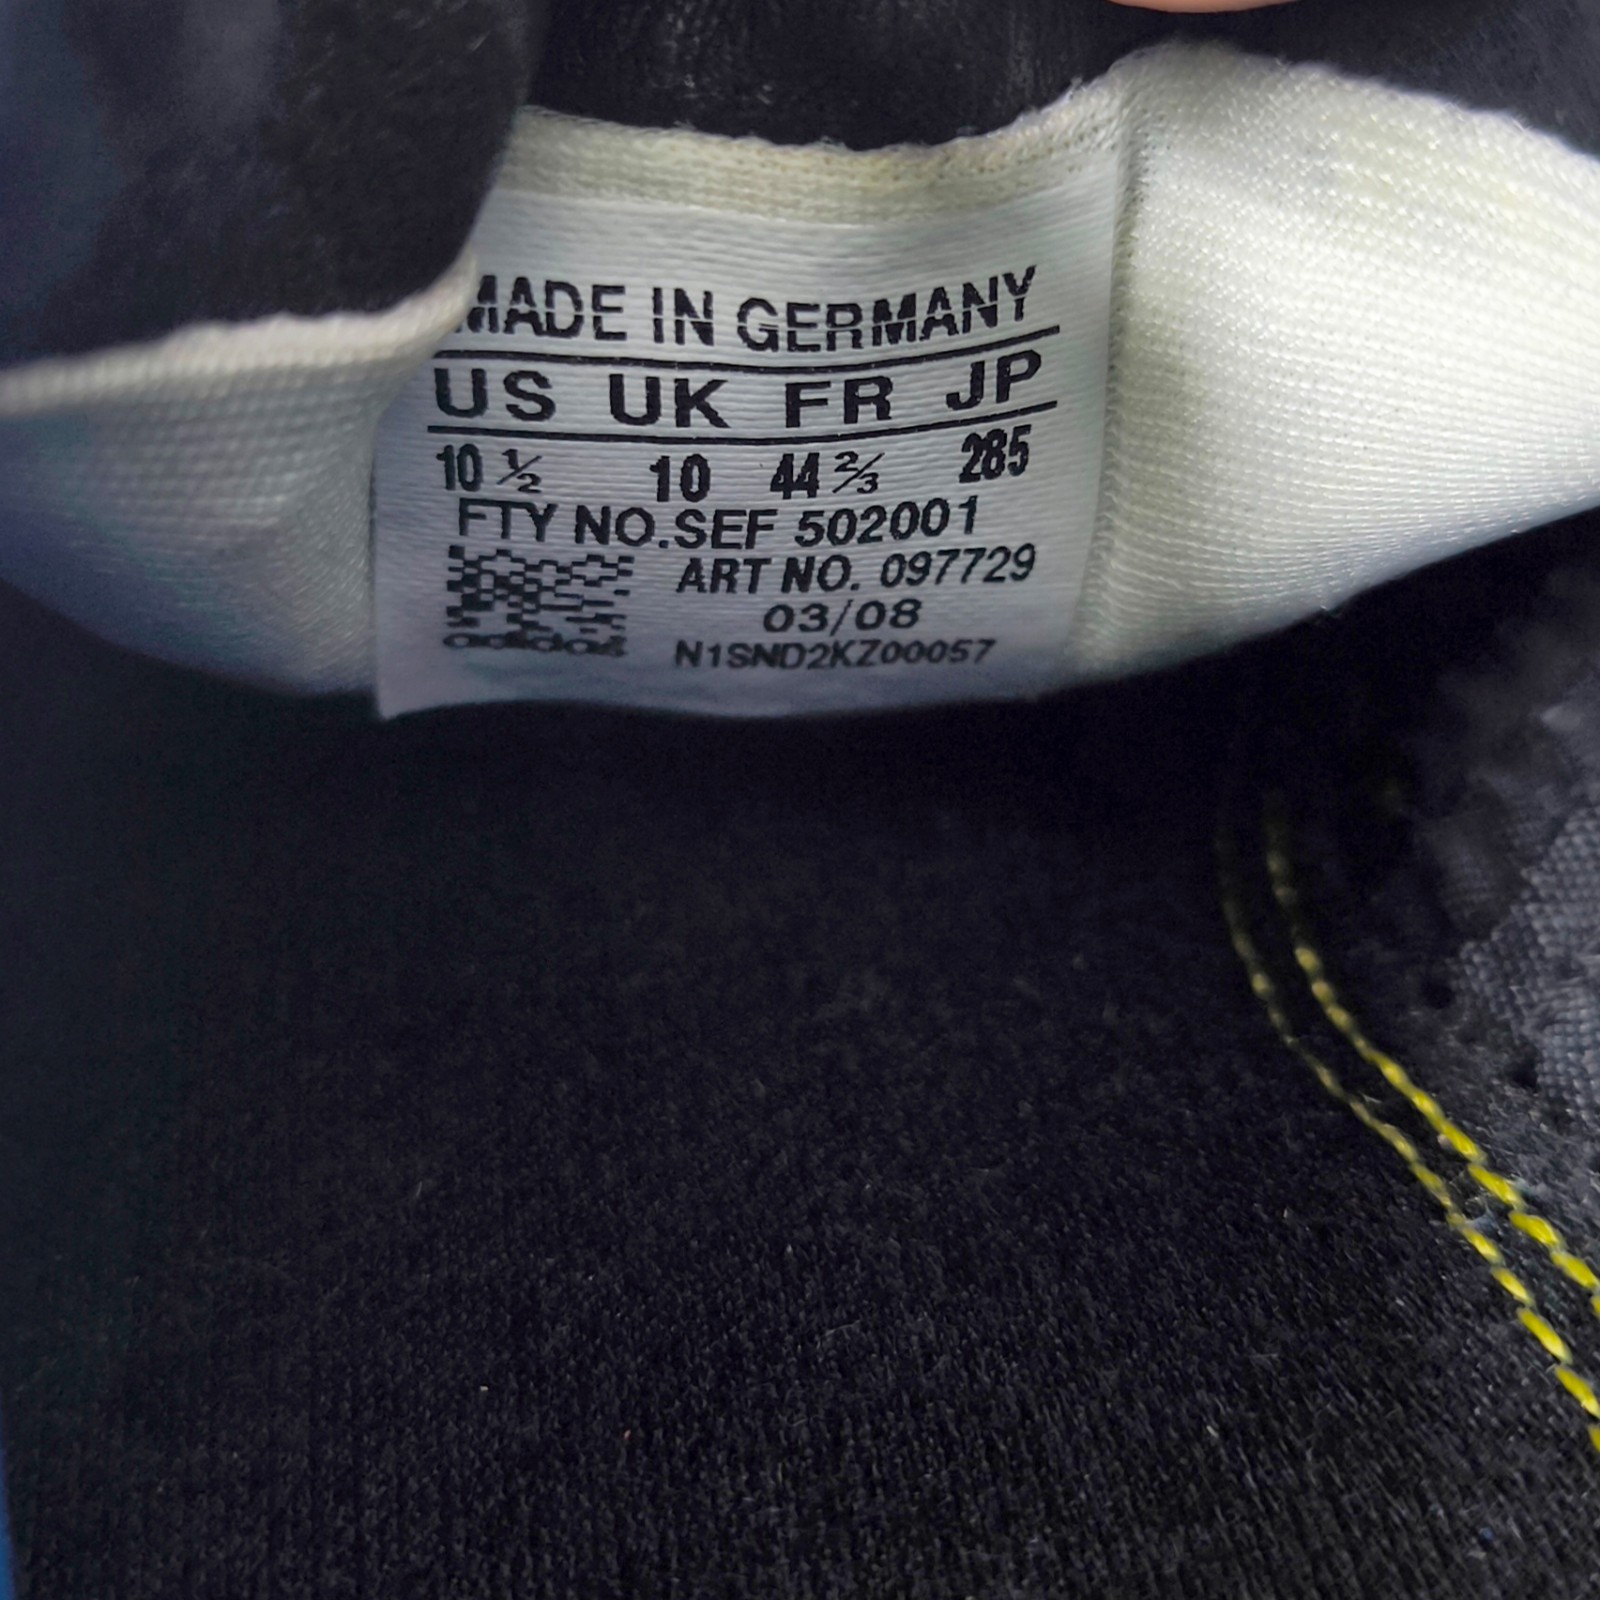 MADE IN GERMANY
US UK FR JP
10 ½ 10 44 ⅔ 285
FTY NO.SEF 502001
ART NO. 097729
03/08
adidas N1SND2KZ00057